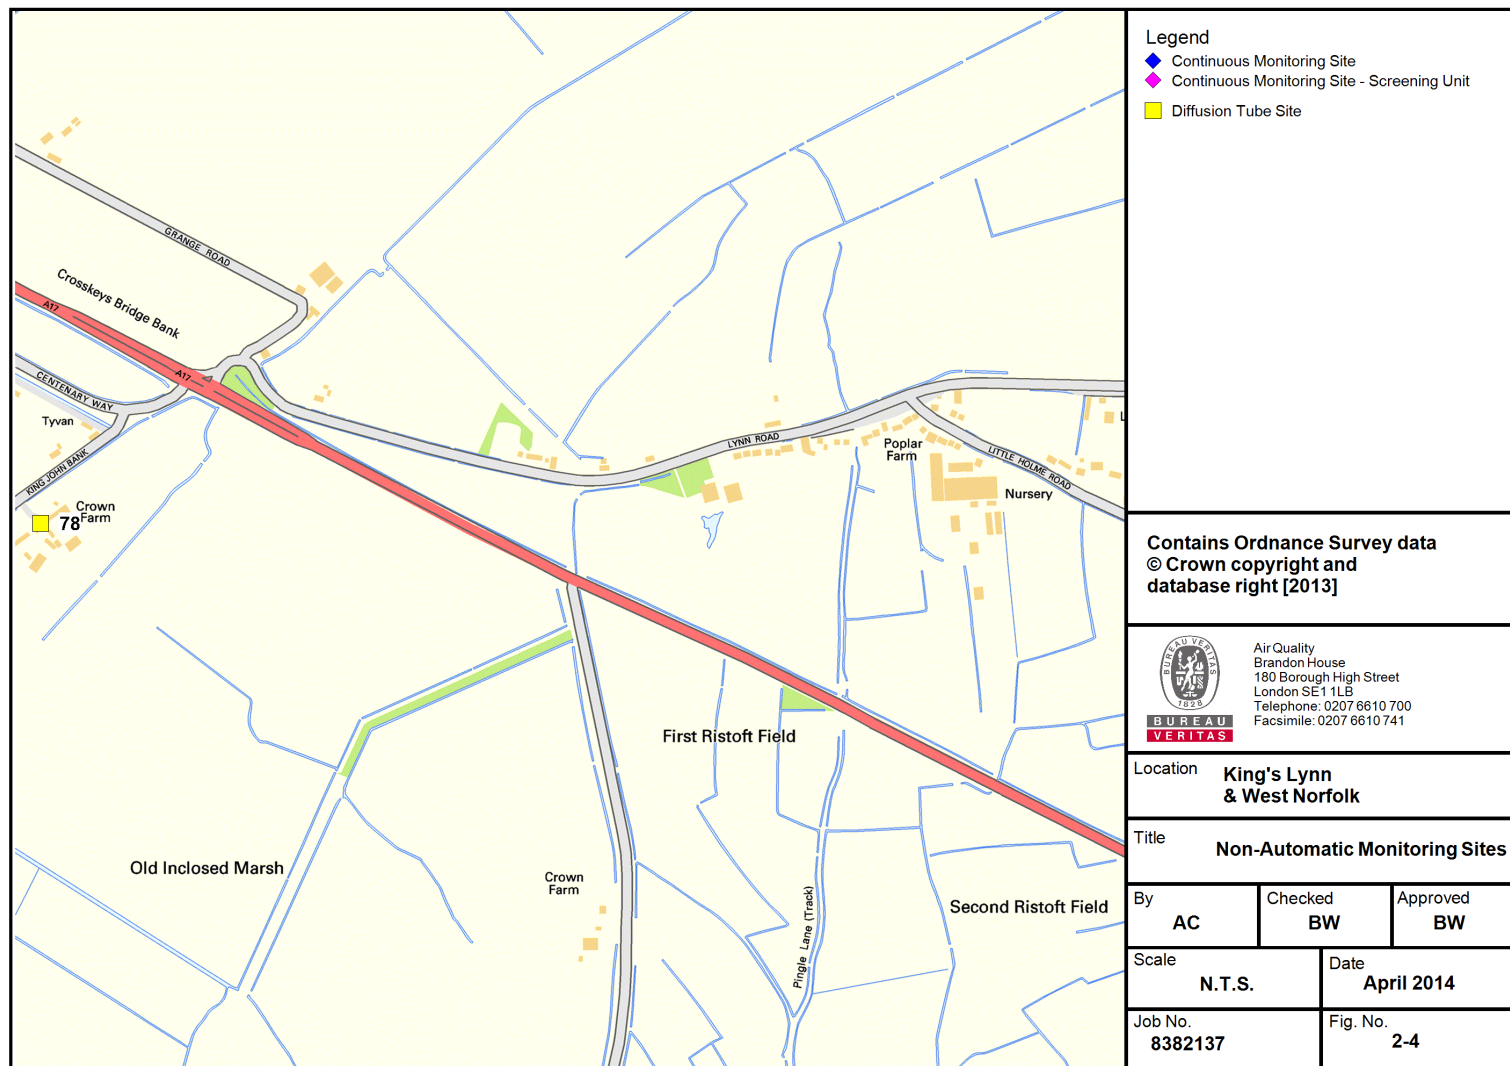 GRANGE ROAD
Crosskeys Bridge Bank
A17
A17
CENTENARY WAY
Tyvan
KING JOHN BANK
Crown
Farm
78
LYNN ROAD
Poplar
Farm
LITTLE HOLME ROAD
L
Nursery
First Ristoft Field
Old Inclosed Marsh
Crown
Farm
Pingle Lane (Track)
Second Ristoft Field
Legend
Continuous Monitoring Site
Continuous Monitoring Site - Screening Unit
Diffusion Tube Site
Contains Ordnance Survey data
© Crown copyright and
database right [2013]
BUREAU VERITAS
1828
BUREAU
VERITAS
Air Quality
Brandon House
180 Borough High Street
London SE1 1LB
Telephone: 0207 6610 700
Facsimile: 0207 6610 741
Location
King's Lynn
& West Norfolk
Title
Non-Automatic Monitoring Sites
By
AC
Checked
BW
Approved
BW
Scale
N.T.S.
Date
April 2014
Job No.
8382137
Fig. No.
2-4